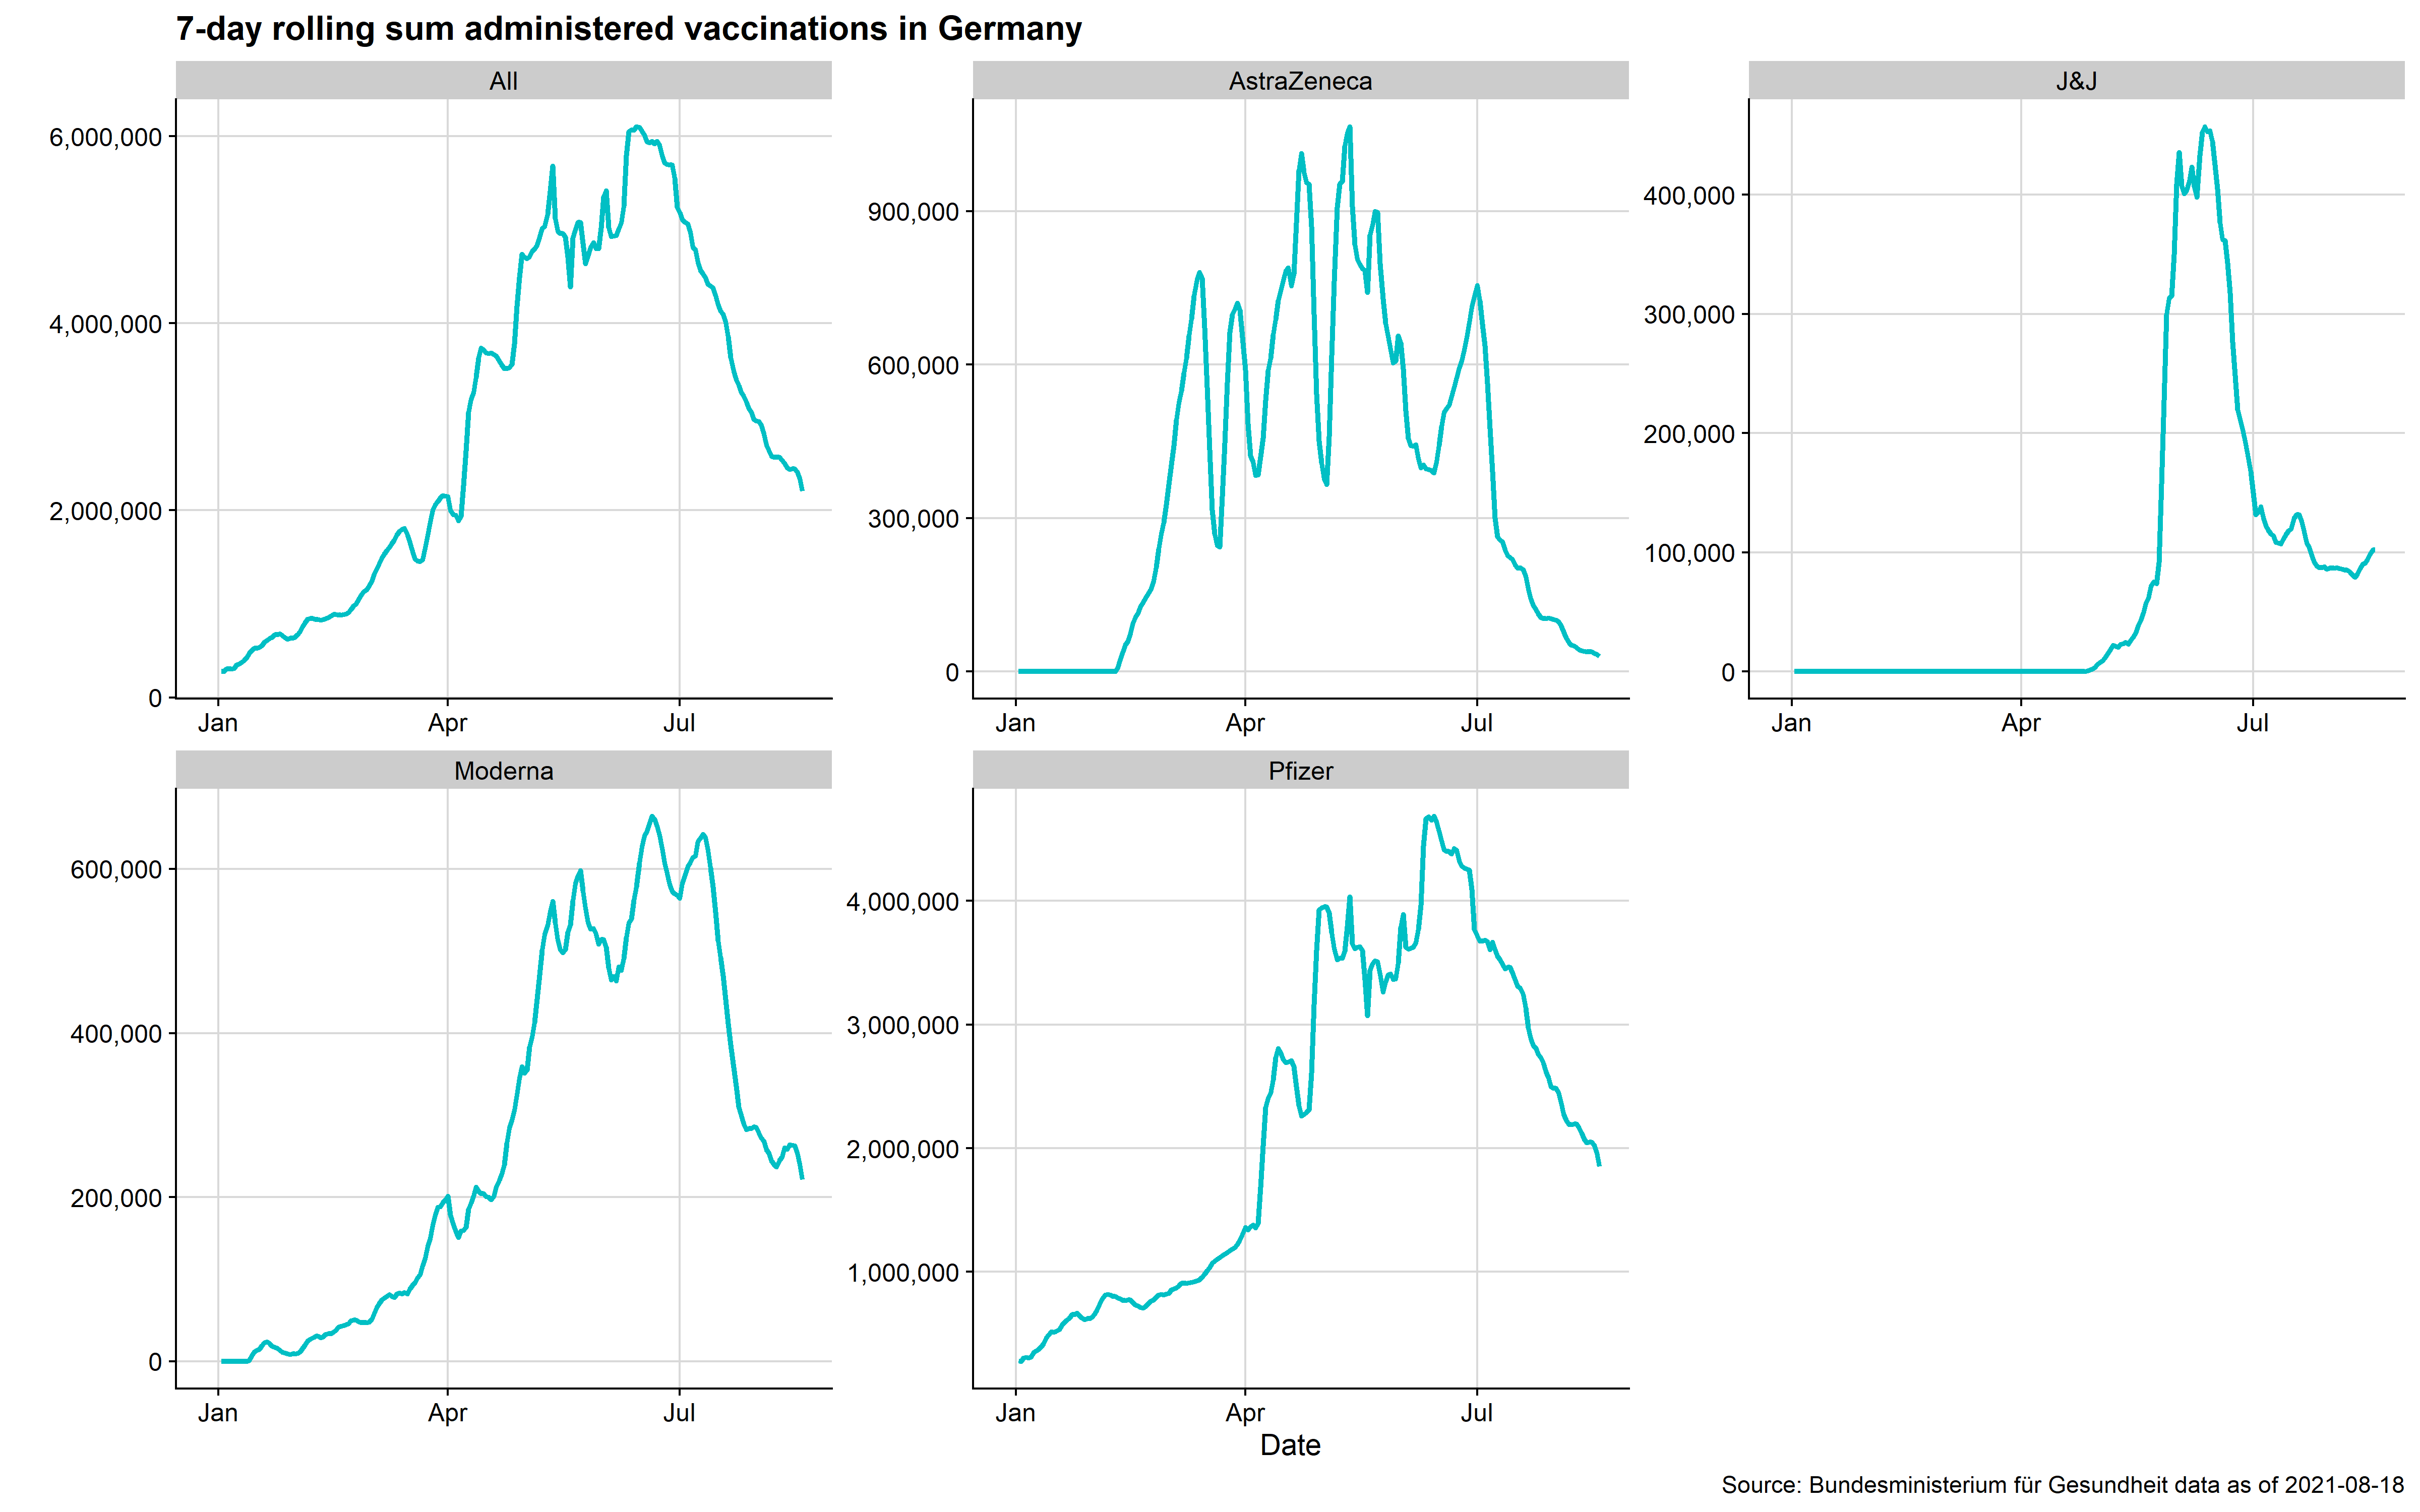 7-day rolling sum administered vaccinations in Germany
All
AstraZeneca
J&J
6,000,000
4,000,000
2,000,000
0
900,000
600,000
300,000
0
400,000
300,000
200,000
100,000
0
Jan Apr Jul
Jan Apr Jul
Jan Apr Jul
Moderna
Pfizer
600,000
400,000
200,000
0
4,000,000
3,000,000
2,000,000
1,000,000
Jan Apr Jul
Jan Apr Jul
Date
Source: Bundesministerium für Gesundheit data as of 2021-08-18